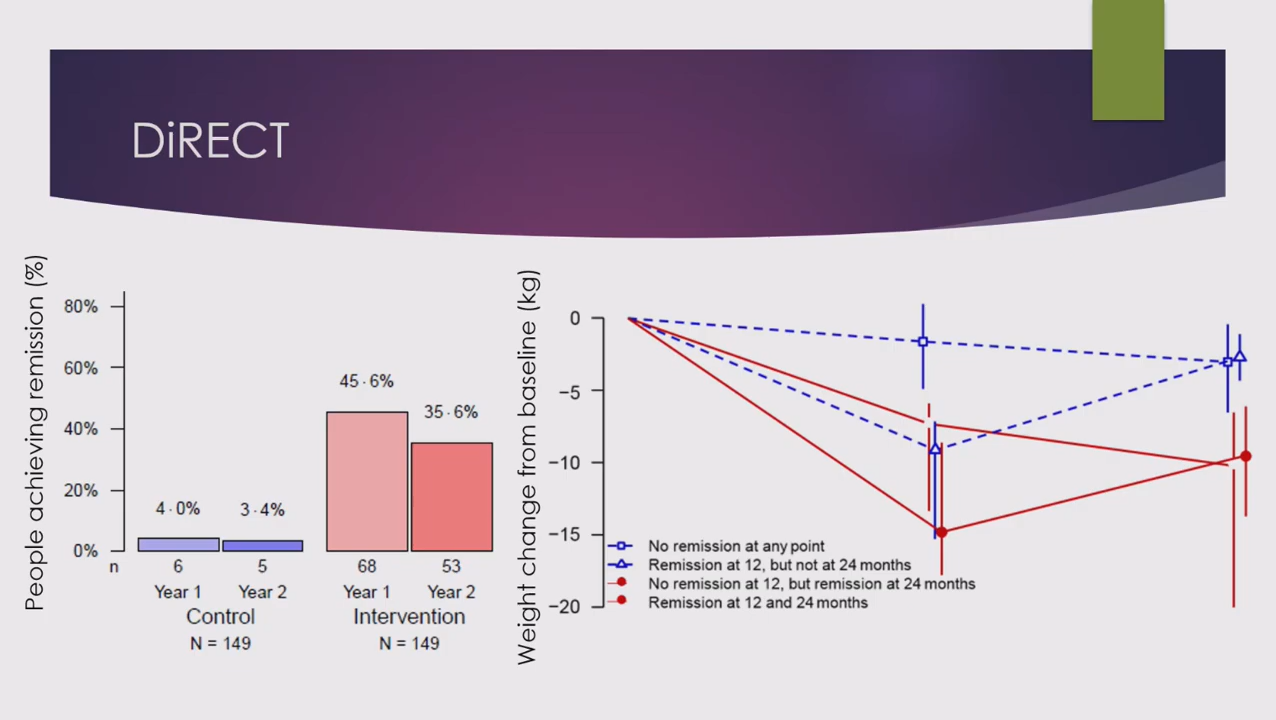 DiRECT
People achieving remission (%)
80%
60%
40%
20%
0%
4·0%
3·4%
45·6%
35·6%
n
6
5
68
53
Year 1
Year 2
Year 1
Year 2
Control
Intervention
N = 149
N = 149
Weight change from baseline (kg)
0
−5
−10
−15
−20
No remission at any point
Remission at 12, but not at 24 months
No remission at 12, but remission at 24 months
Remission at 12 and 24 months